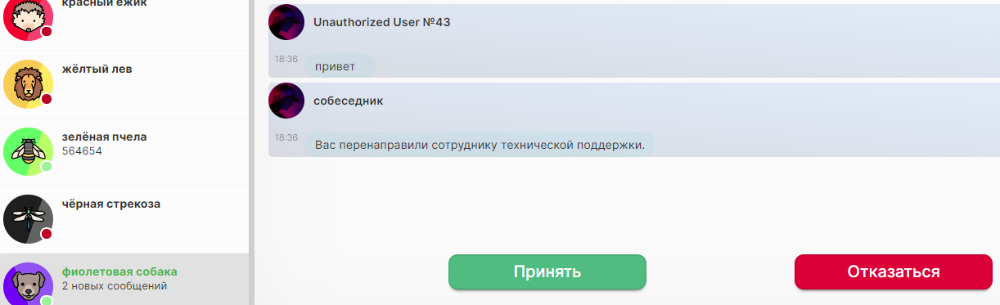 красный ёжик
жёлтый лев
зелёная пчела
564654
чёрная стрекоза
фиолетовая собака
2 новых сообщений
Unauthorized User №43
18:36
привет
собеседник
18:36
Вас перенаправили сотруднику технической поддержки.
Принять
Отказаться